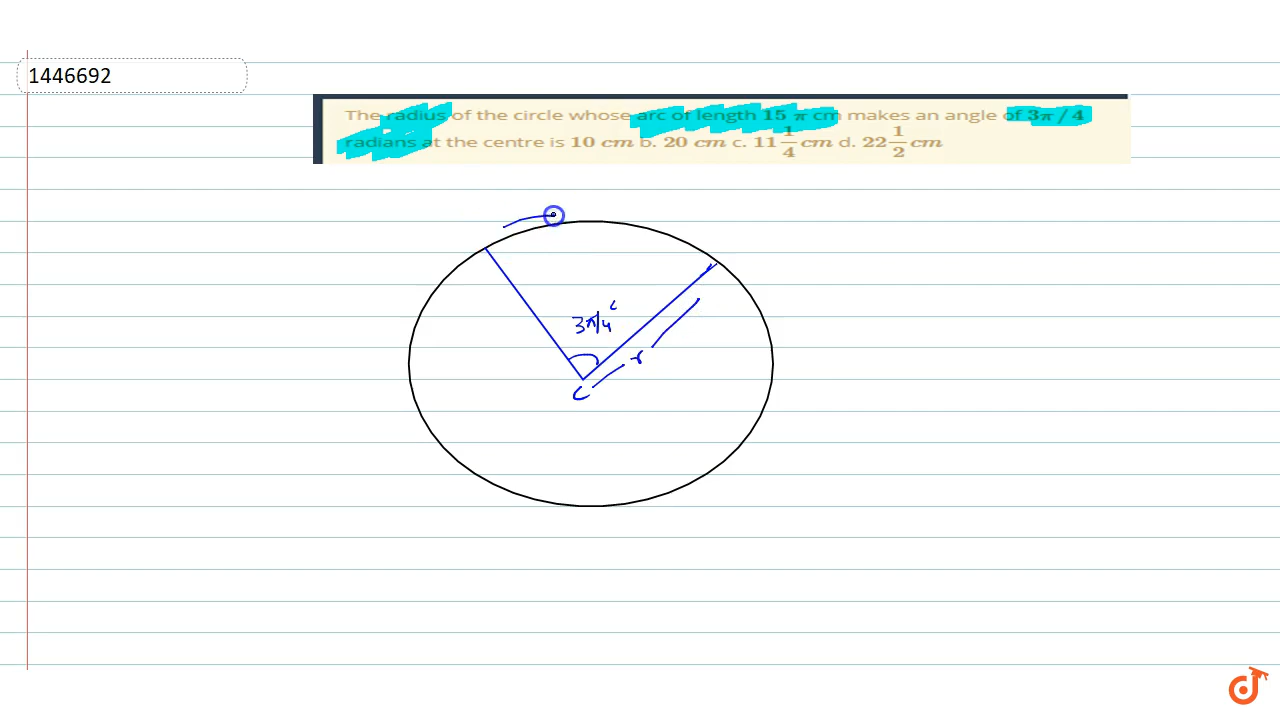 1446692
The radius of the circle whose arc of length 15 π cm makes an angle of 3π / 4
radians at the centre is 10 cm b. 20 cm c. 11 1/4 cm d. 22 1/2 cm
3π/4 c
r
C